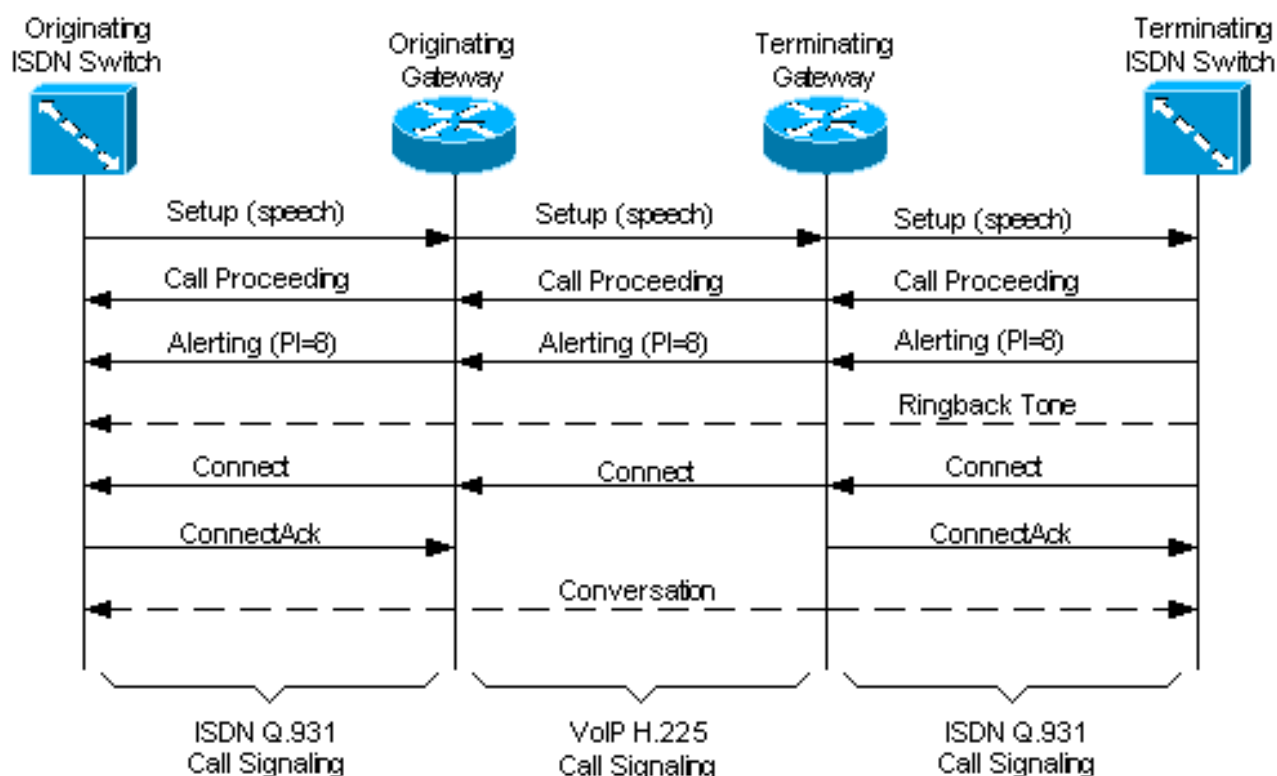 Originating
ISDN Switch
Originating
Gateway
Terminating
Gateway
Terminating
ISDN Switch
Setup (speech)
Setup (speech)
Setup (speech)
Call Proceeding
Call Proceeding
Call Proceeding
Alerting (PI=8)
Alerting (PI=8)
Alerting (PI=8)
Ringback Tone
Connect
Connect
Connect
ConnectAck
ConnectAck
Conversation
ISDN Q.931
Call Signaling
VoIP H.225
Call Signaling
ISDN Q.931
Call Signaling